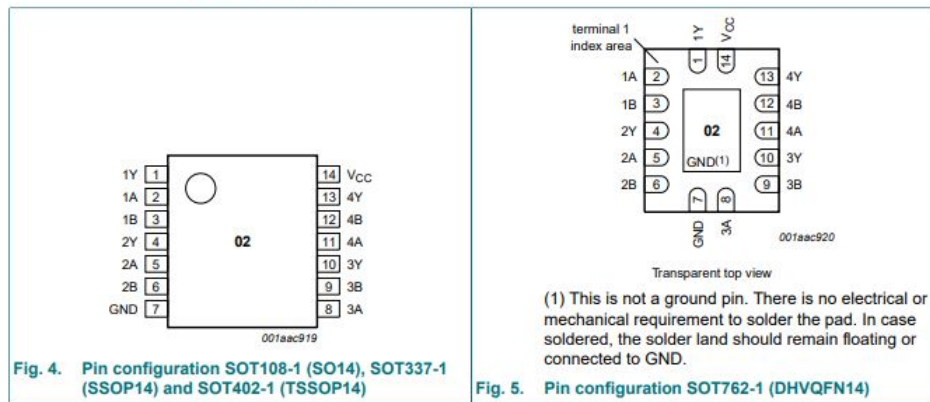 1Y 1
1A 2
1B 3
2Y 4
2A 5
2B 6
GND 7
02
14 VCC
13 4Y
12 4B
11 4A
10 3Y
9 3B
8 3A
001aac919
Fig. 4. Pin configuration SOT108-1 (SO14), SOT337-1
(SSOP14) and SOT402-1 (TSSOP14)
terminal 1
index area
1Y
VCC
1
14
1A 2
1B 3
2Y 4
2A 5
2B 6
02
GND(1)
13 4Y
12 4B
11 4A
10 3Y
9 3B
7
8
GND
3A
001aac920
Transparent top view
(1) This is not a ground pin. There is no electrical or
mechanical requirement to solder the pad. In case
soldered, the solder land should remain floating or
connected to GND.
Fig. 5. Pin configuration SOT762-1 (DHVQFN14)